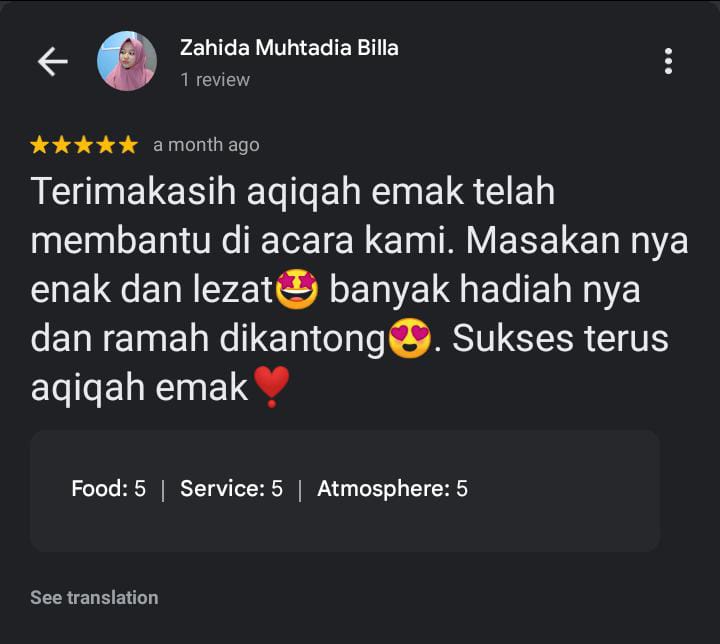 Zahida Muhtadia Billa
1 review
a month ago
Terimakasih aqiqah emak telah
membantu di acara kami. Masakan nya
enak dan lezat🤩 banyak hadiah nya
dan ramah dikantong😍. Sukses terus
aqiqah emak❣️
Food: 5 | Service: 5 | Atmosphere: 5
See translation